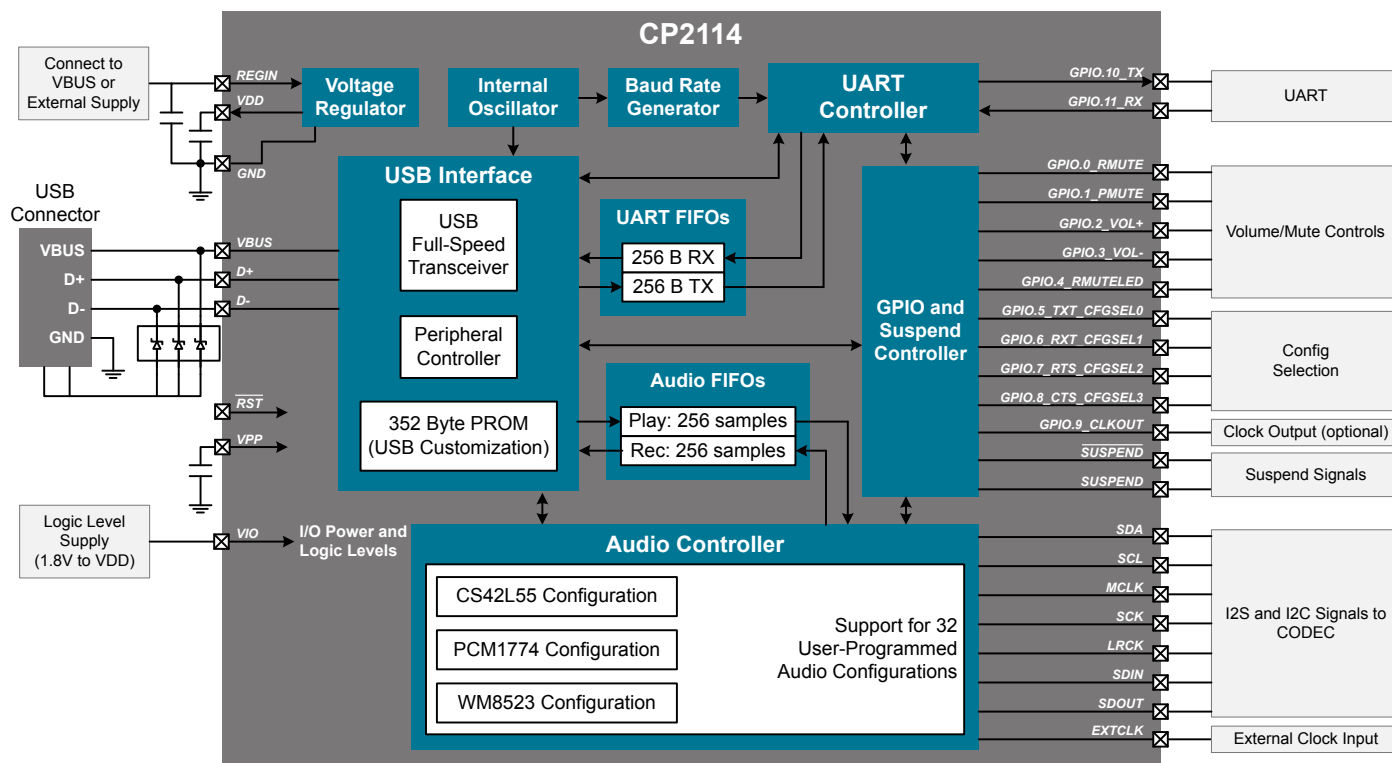 CP2114
Connect to
VBUS or
External Supply
REGIN
VDD
GND
Voltage
Regulator
Internal
Oscillator
Baud Rate
Generator
UART
Controller
GPIO.10_TX
GPIO.11_RX
UART
USB
Connector
VBUS
D+
D-
GND
VBUS
D+
D-
RST
VPP
Logic Level
Supply
(1.8V to VDD)
VIO
I/O Power and
Logic Levels
USB Interface
USB
Full-Speed
Transceiver
Peripheral
Controller
352 Byte PROM
(USB Customization)
UART FIFOs
256 B RX
256 B TX
Audio FIFOs
Play: 256 samples
Rec: 256 samples
GPIO and
Suspend
Controller
GPIO.0_RMUTE
GPIO.1_PMUTE
GPIO.2_VOL+
GPIO.3_VOL-
GPIO.4_RMUTELED
Volume/Mute Controls
GPIO.5_TXT_CFGSEL0
GPIO.6_RXT_CFGSEL1
GPIO.7_RTS_CFGSEL2
GPIO.8_CTS_CFGSEL3
Config
Selection
GPIO.9_CLKOUT
Clock Output (optional)
SUSPEND
SUSPEND
Suspend Signals
Audio Controller
CS42L55 Configuration
PCM1774 Configuration
WM8523 Configuration
Support for 32
User-Programmed
Audio Configurations
SDA
SCL
MCLK
SCK
LRCK
SDIN
SDOUT
EXTCLK
I2S and I2C Signals to
CODEC
External Clock Input